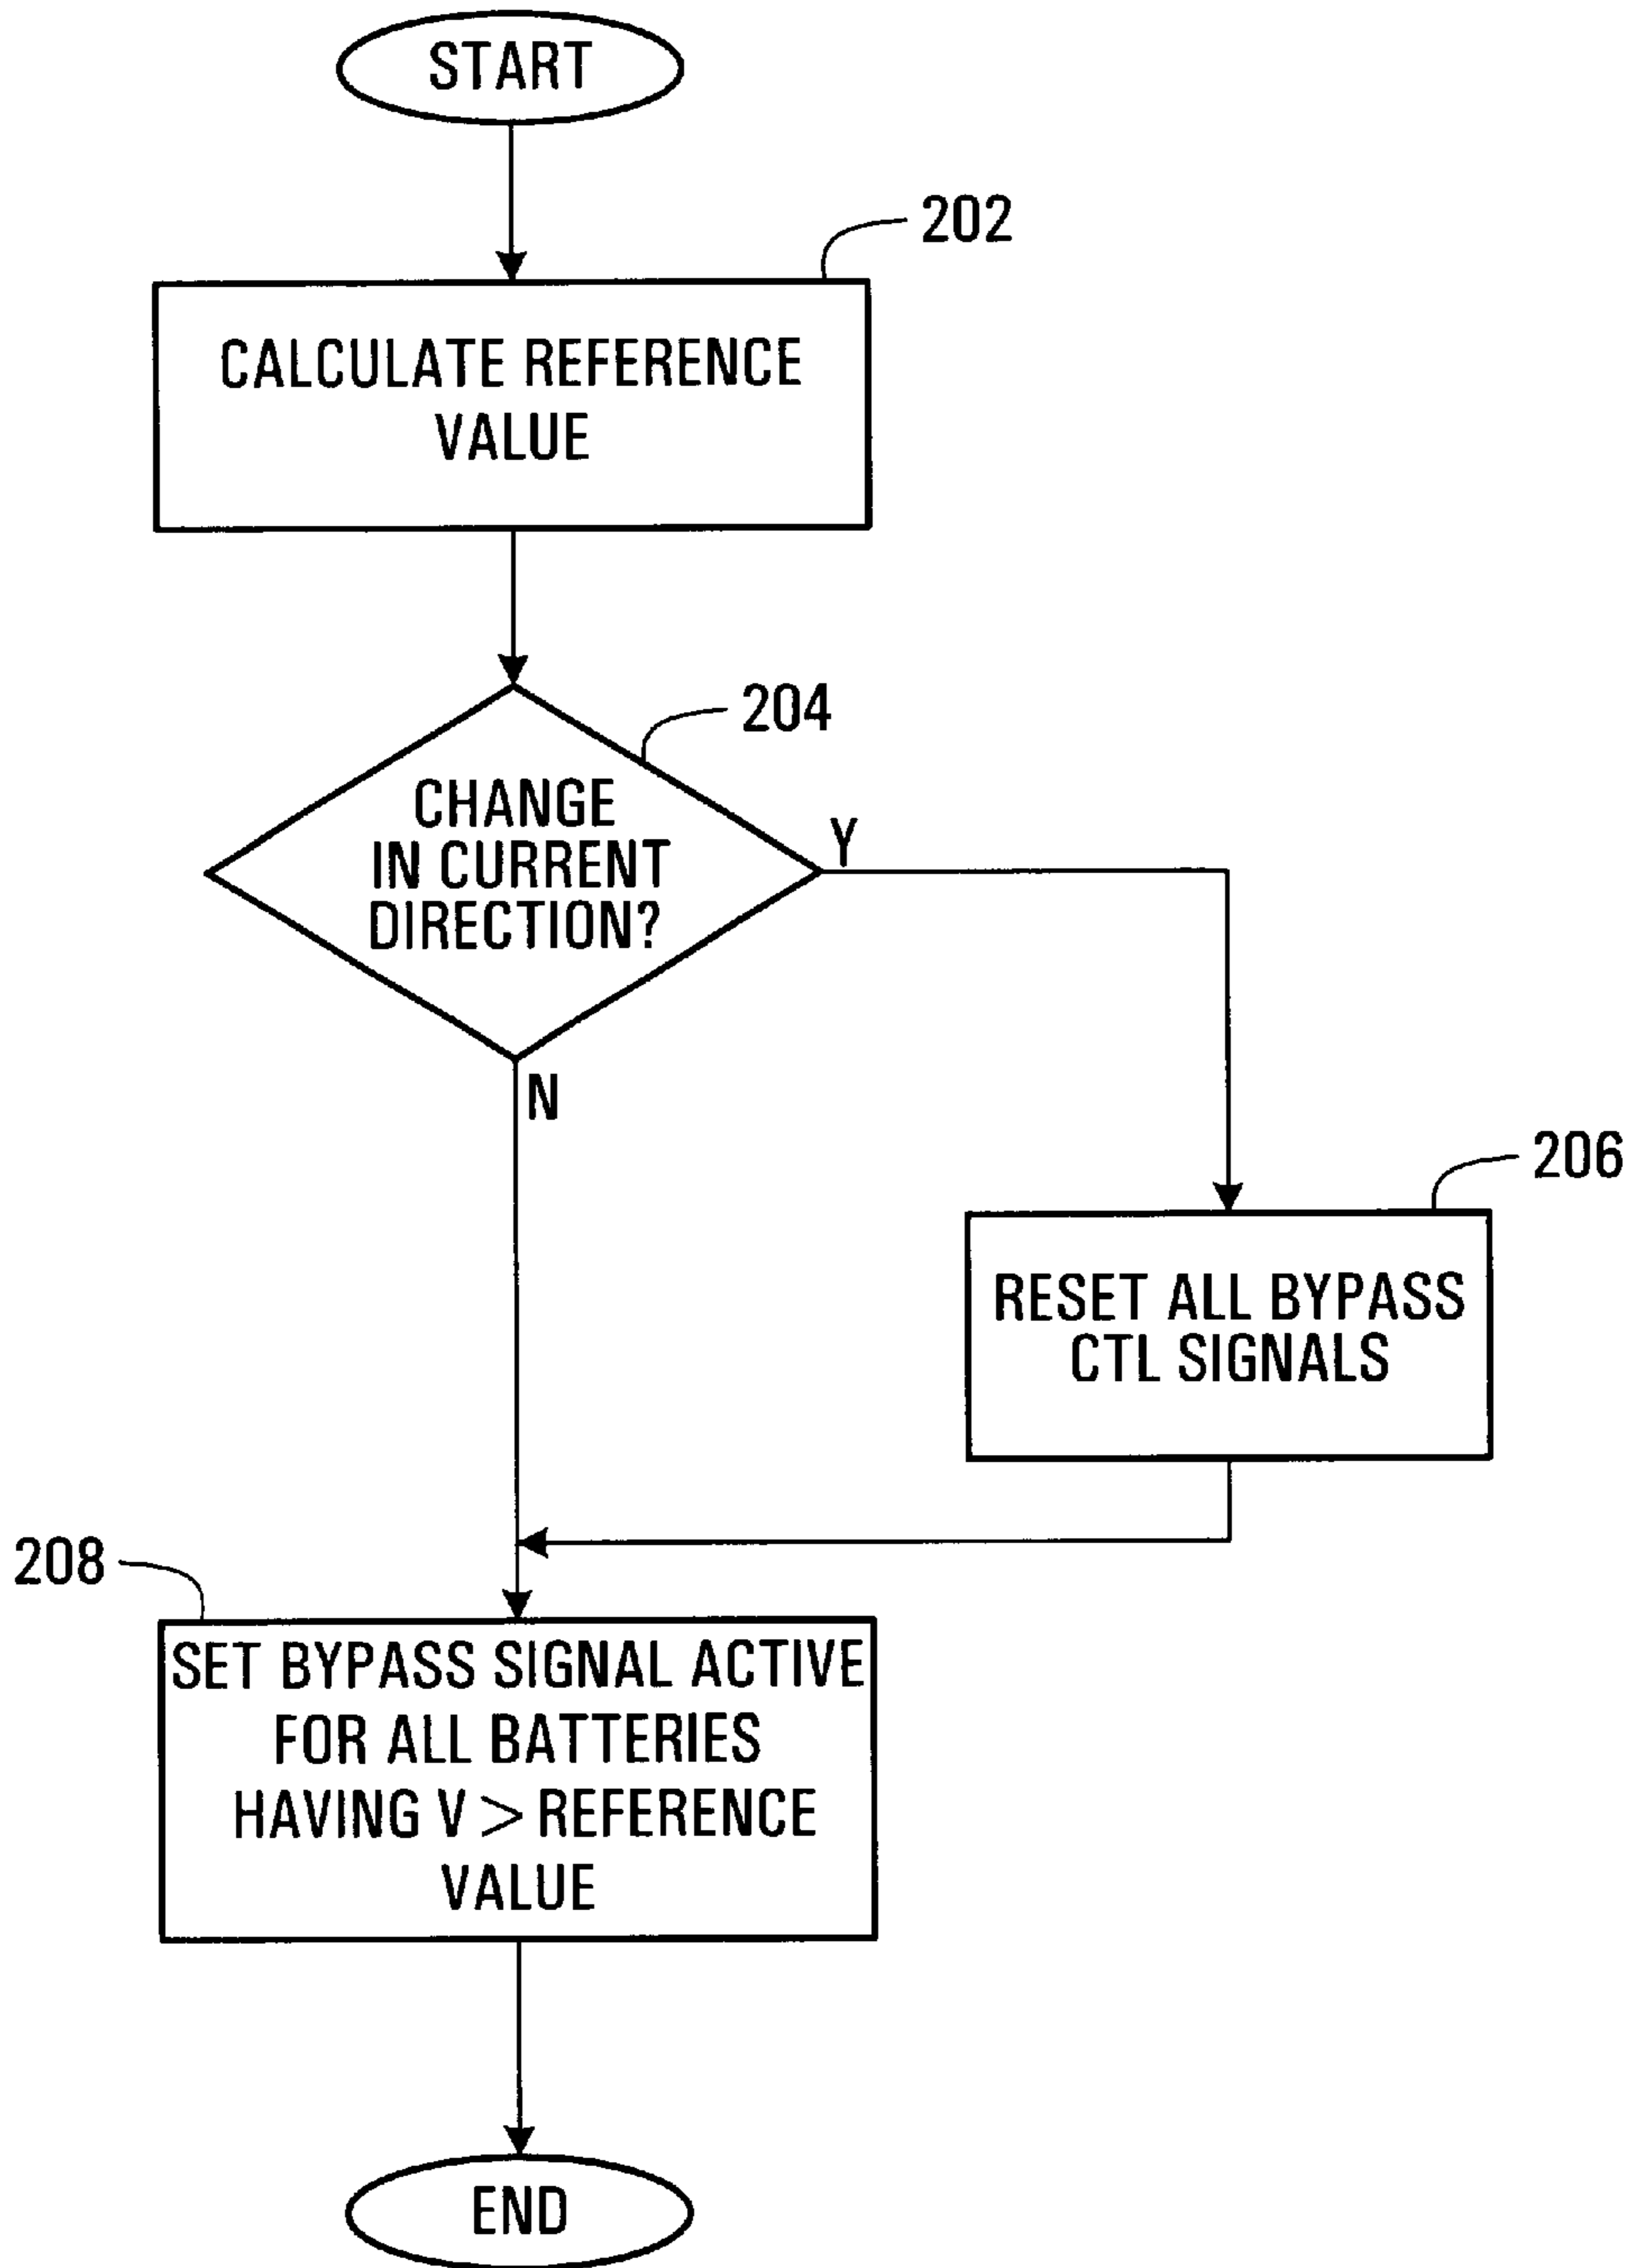 START
202
CALCULATE REFERENCE
VALUE
204
CHANGE
IN CURRENT
DIRECTION?
Y
N
206
RESET ALL BYPASS
CTL SIGNALS
208
SET BYPASS SIGNAL ACTIVE
FOR ALL BATTERIES
HAVING V > REFERENCE
VALUE
END